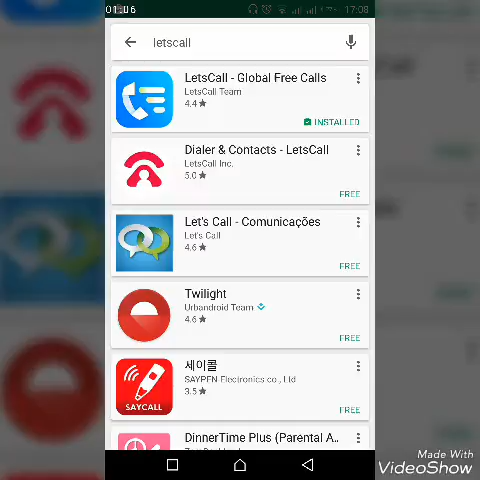 17:08
letscall
LetsCall - Global Free Calls
LetsCall Team
4.4★
INSTALLED
Dialer & Contacts - LetsCall
LetsCall Inc.
5.0★
FREE
Let's Call - Comunicações
Let's Call
4.6★
FREE
Twilight
Urbandroid Team
4.6★
FREE
세이콜
SAYPEN Electronics co., Ltd
3.5★
SAYCALL
FREE
DinnerTime Plus (Parental A..
Made With
VideoShow